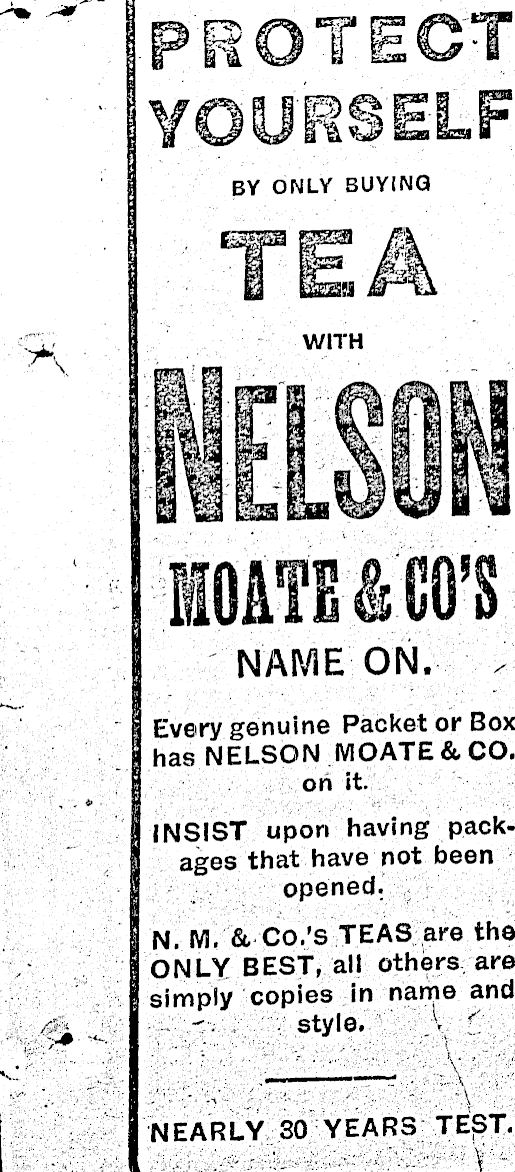 PROTECT
YOURSELF
BY ONLY BUYING
TEA
WITH
NELSON
MOATE & CO'S
NAME ON.
Every genuine Packet or Box
has NELSON MOATE & CO.
on it.
INSIST upon having pack-
ages that have not been
opened.
N. M. & Co.'s TEAS are the
ONLY BEST, all others are
simply copies in name and
style.
NEARLY 30 YEARS TEST.